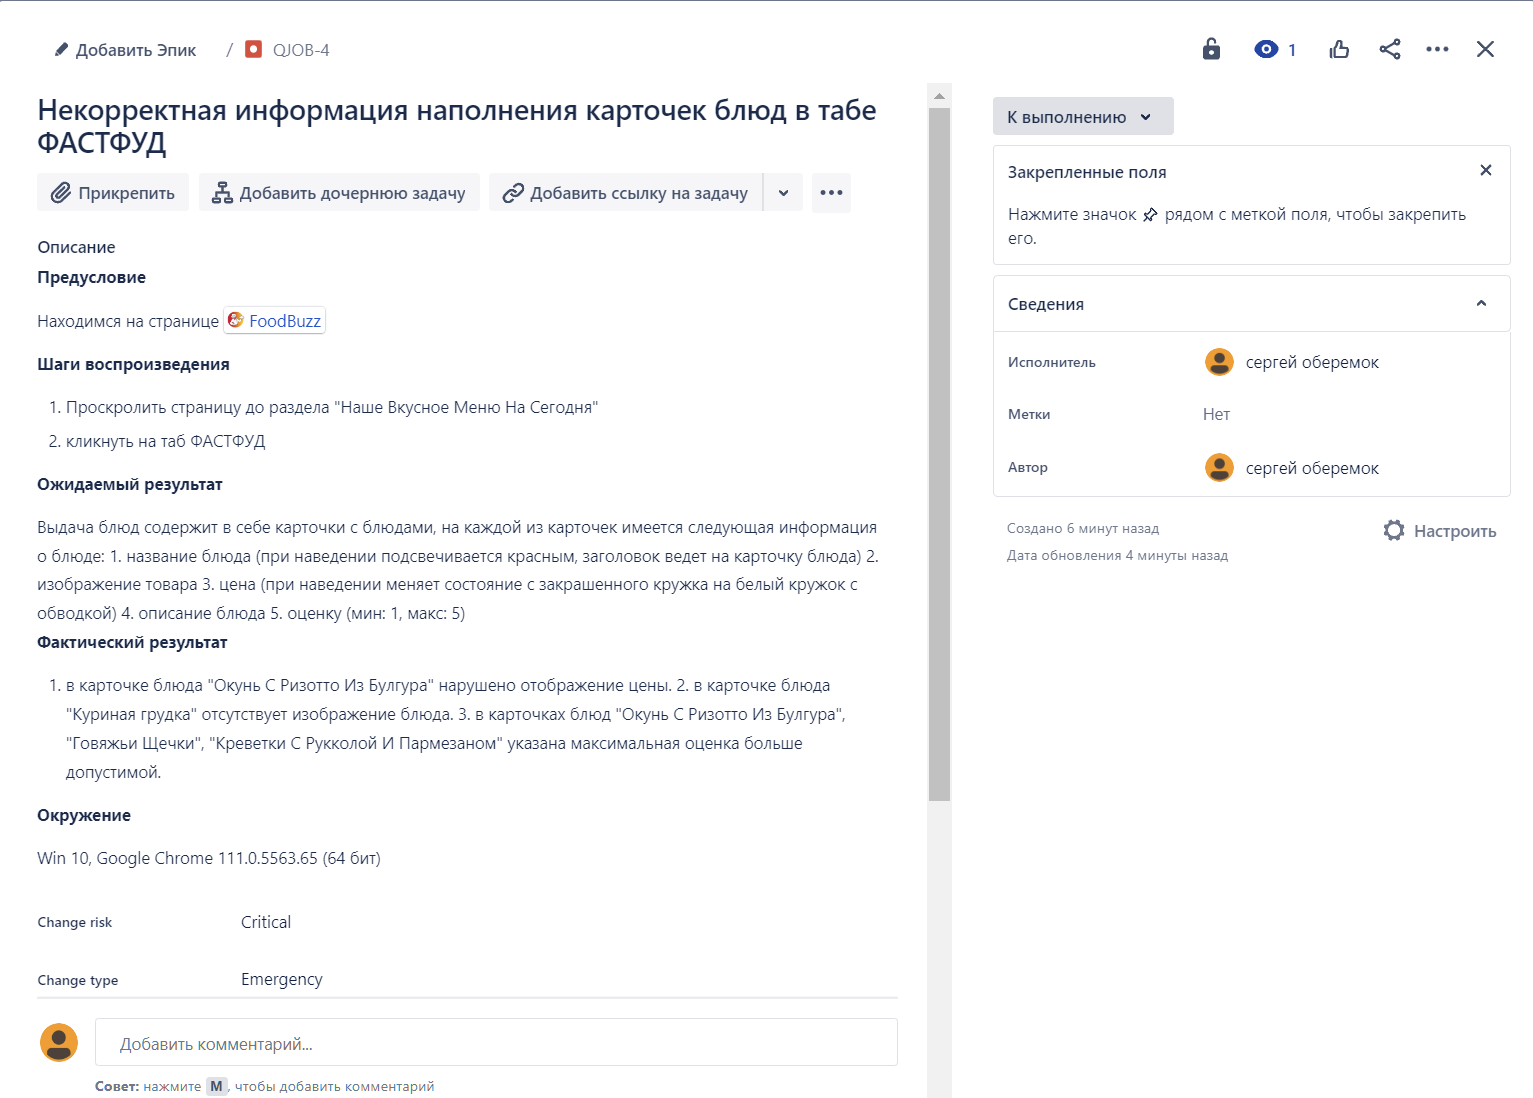 Добавить Эпик / QJOB-4
1
Некорректная информация наполнения карточек блюд в табе
ФАСТФУД
Прикрепить
Добавить дочернюю задачу
Добавить ссылку на задачу
Описание
Предусловие
Находимся на странице FoodBuzz
Шаги воспроизведения
1. Проскролить страницу до раздела "Наше Вкусное Меню На Сегодня"
2. кликнуть на таб ФАСТФУД
Ожидаемый результат
Выдача блюд содержит в себе карточки с блюдами, на каждой из карточек имеется следующая информация
о блюде: 1. название блюда (при наведении подсвечивается красным, заголовок ведет на карточку блюда) 2.
изображение товара 3. цена (при наведении меняет состояние с закрашенного кружка на белый кружок с
обводкой) 4. описание блюда 5. оценку (мин: 1, макс: 5)
Фактический результат
1. в карточке блюда "Окунь С Ризотто Из Булгура" нарушено отображение цены. 2. в карточке блюда
"Куриная грудка" отсутствует изображение блюда. 3. в карточках блюд "Окунь С Ризотто Из Булгура",
"Говяжьи Щечки", "Креветки С Рукколой И Пармезаном" указана максимальная оценка больше
допустимой.
Окружение
Win 10, Google Chrome 111.0.5563.65 (64 бит)
Change risk Critical
Change type Emergency
Добавить комментарий...
Совет: нажмите M, чтобы добавить комментарий
К выполнению
Закрепленные поля
Нажмите значок рядом с меткой поля, чтобы закрепить
его.
Сведения
Исполнитель сергей оберемок
Метки Нет
Автор сергей оберемок
Создано 6 минут назад
Дата обновления 4 минуты назад
Настроить